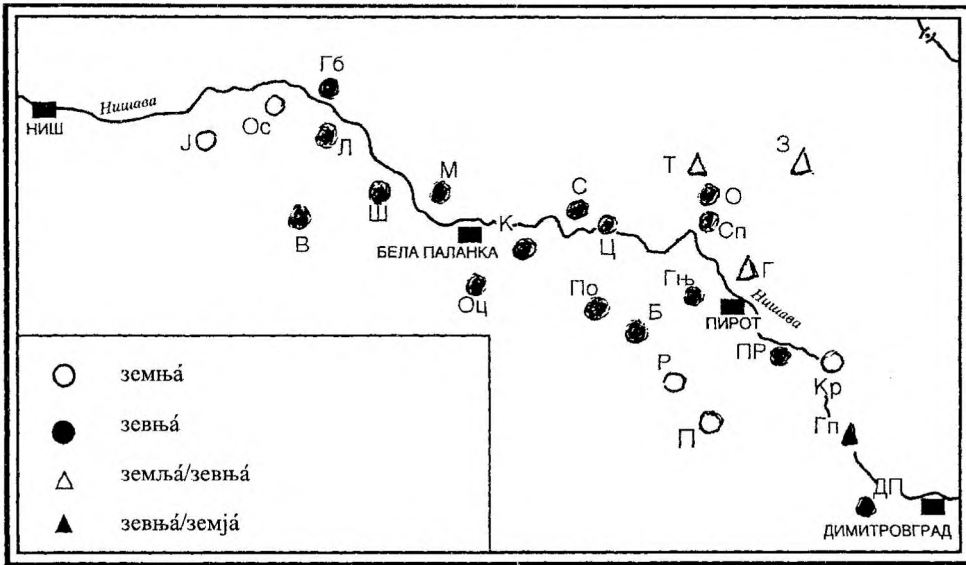 Гб
Нишава
НИШ
Ос
Ј
Л
Т
З
М
С
О
Ш
К
Сп
В
Ц
БЕЛА ПАЛАНКА
Г
Оц
По
Гњ
Нишава
Б
ПИРОТ
ПР
Р
Кр
П
Гп
ДП
ДИМИТРОВГРАД
земња́
зевња́
земља́/зевња́
зевња́/земја́